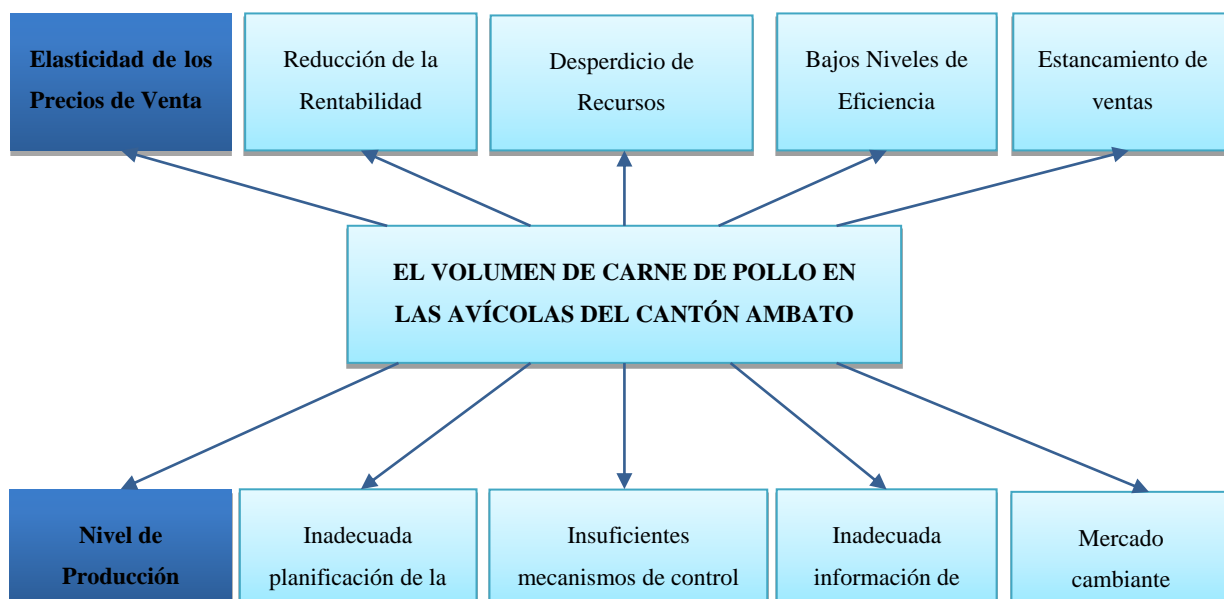 Elasticidad de los
Precios de Venta
Reducción de la
Rentabilidad
Desperdicio de
Recursos
Bajos Niveles de
Eficiencia
Estancamiento de
ventas
EL VOLUMEN DE CARNE DE POLLO EN
LAS AVÍCOLAS DEL CANTÓN AMBATO
Nivel de
Producción
Inadecuada
planificación de la
Insuficientes
mecanismos de control
Inadecuada
información de
Mercado
cambiante